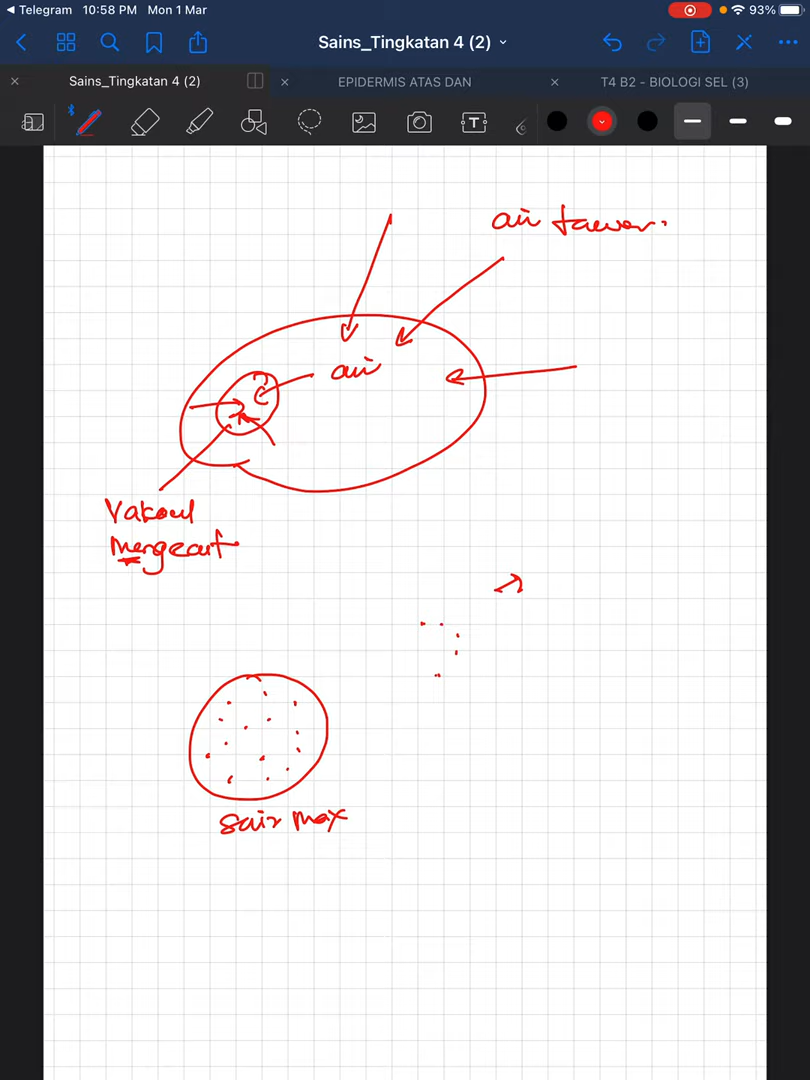 Telegram 10:58 PM Mon 1 Mar 93%
Sains_Tingkatan 4 (2)
Sains_Tingkatan 4 (2) EPIDERMIS ATAS DAN T4 B2 - BIOLOGI SEL (3)
air tawar.
air
Vakoul
mengecut
Saiz Max